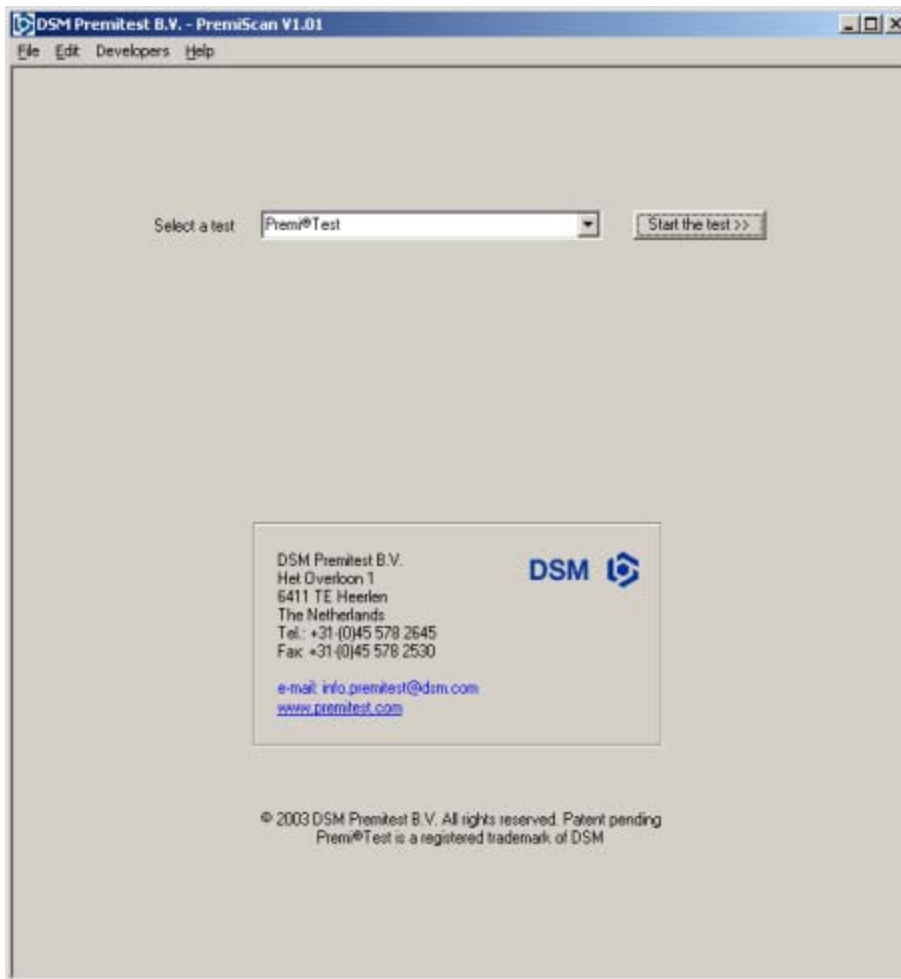 DSM Premitest B.V. - PremiScan V1.01
File Edit Developers Help
Select a test Premi®Test Start the test >>
DSM Premitest B.V.
Het Overloon 1
6411 TE Heerlen
The Netherlands
Tel.: +31-(0)45 578 2645
Fax: +31-(0)45 578 2530
DSM
e-mail: info.premitest@dsm.com
www.premitest.com
© 2003 DSM Premitest B.V. All rights reserved. Patent pending
Premi®Test is a registered trademark of DSM